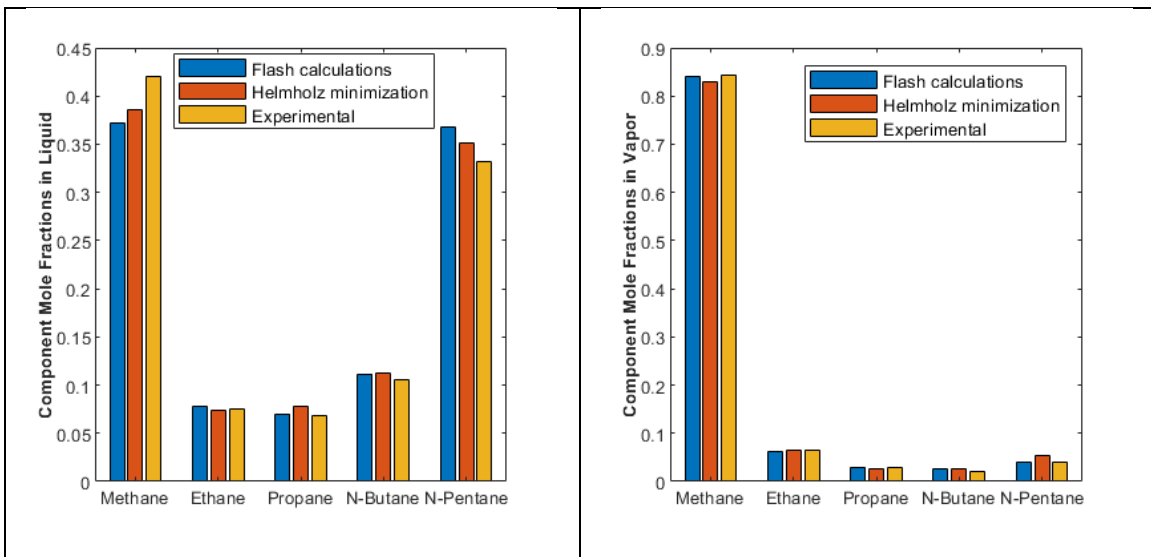 Component Mole Fractions in Liquid
0.45
0.4
0.35
0.3
0.25
0.2
0.15
0.1
0.05
0
Flash calculations
Helmholz minimization
Experimental
Methane Ethane Propane N-Butane N-Pentane
Component Mole Fractions in Vapor
0.9
0.8
0.7
0.6
0.5
0.4
0.3
0.2
0.1
0
Flash calculations
Helmholz minimization
Experimental
Methane Ethane Propane N-Butane N-Pentane